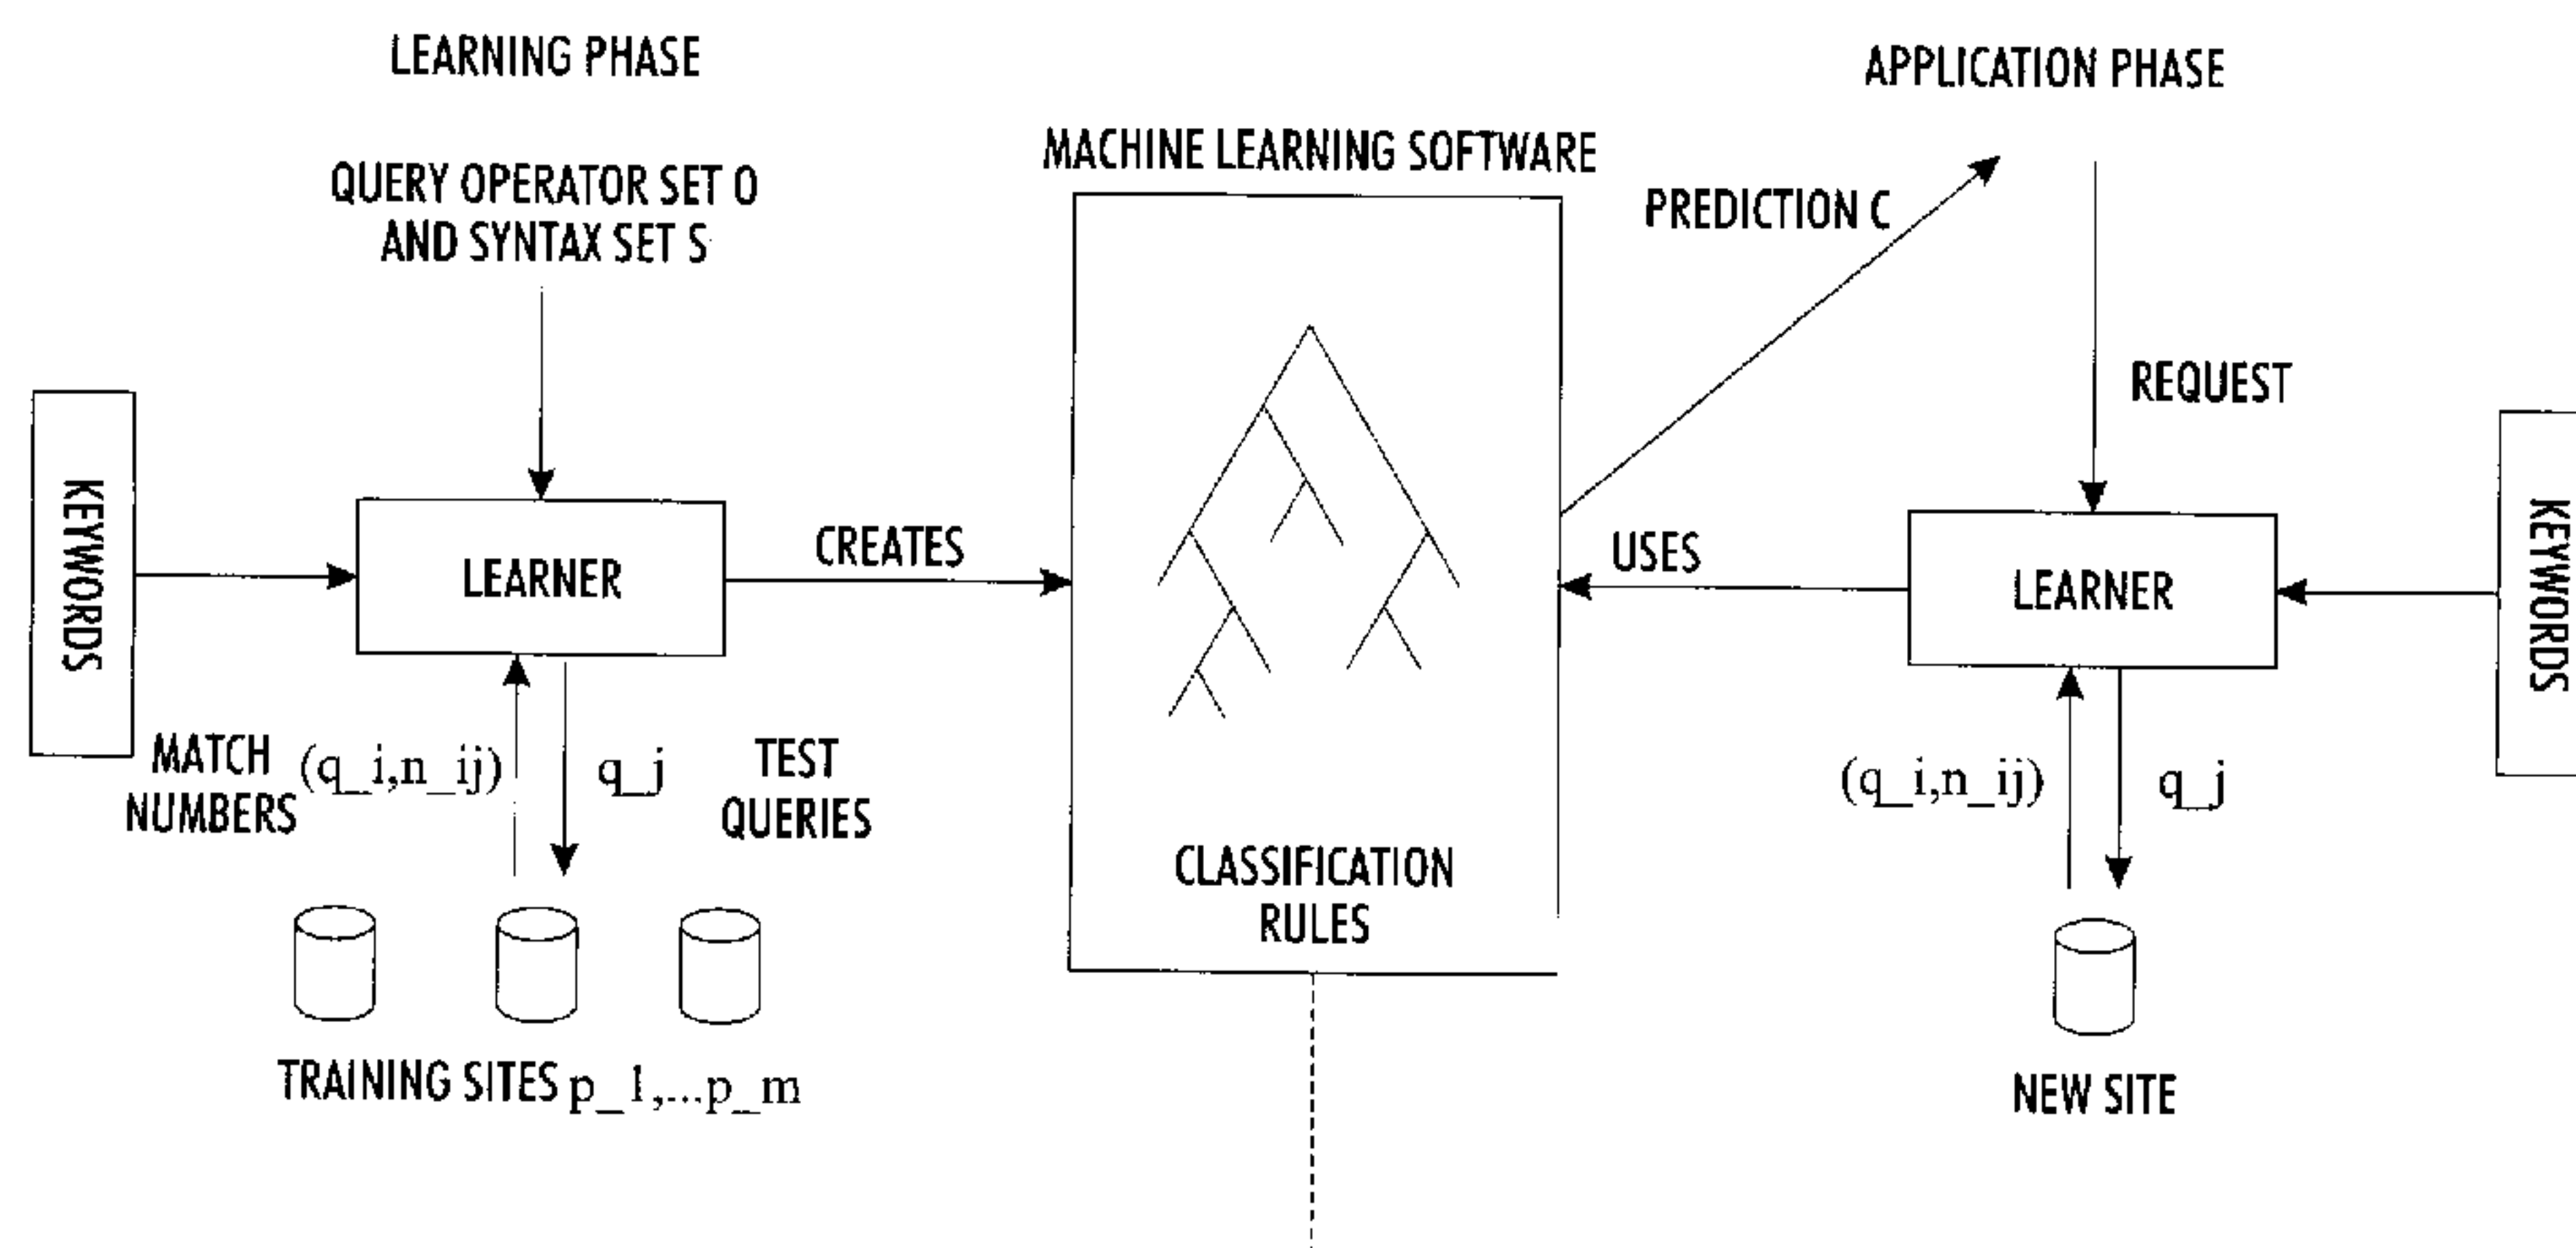 LEARNING PHASE
APPLICATION PHASE
QUERY OPERATOR SET O
AND SYNTAX SET S
MACHINE LEARNING SOFTWARE
PREDICTION C
REQUEST
KEYWORDS
LEARNER
CREATES
USES
LEARNER
KEYWORDS
MATCH
NUMBERS
(q_i,n_ij)
q_j
TEST
QUERIES
(q_i,n_ij)
q_j
CLASSIFICATION
RULES
TRAINING SITES p_1,...p_m
NEW SITE